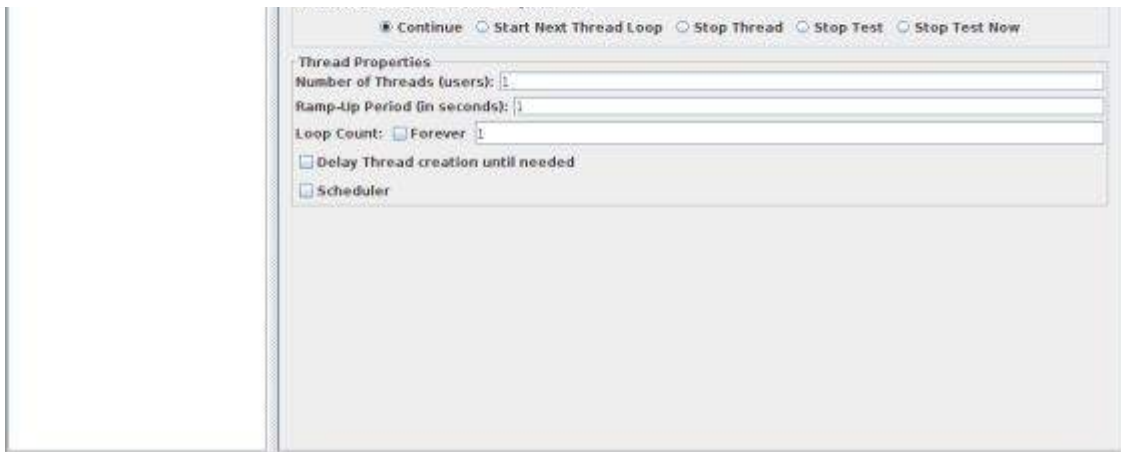 Continue Start Next Thread Loop Stop Thread Stop Test Stop Test Now
Thread Properties
Number of Threads (users): 1
Ramp-Up Period (in seconds): 1
Loop Count: Forever 1
Delay Thread creation until needed
Scheduler